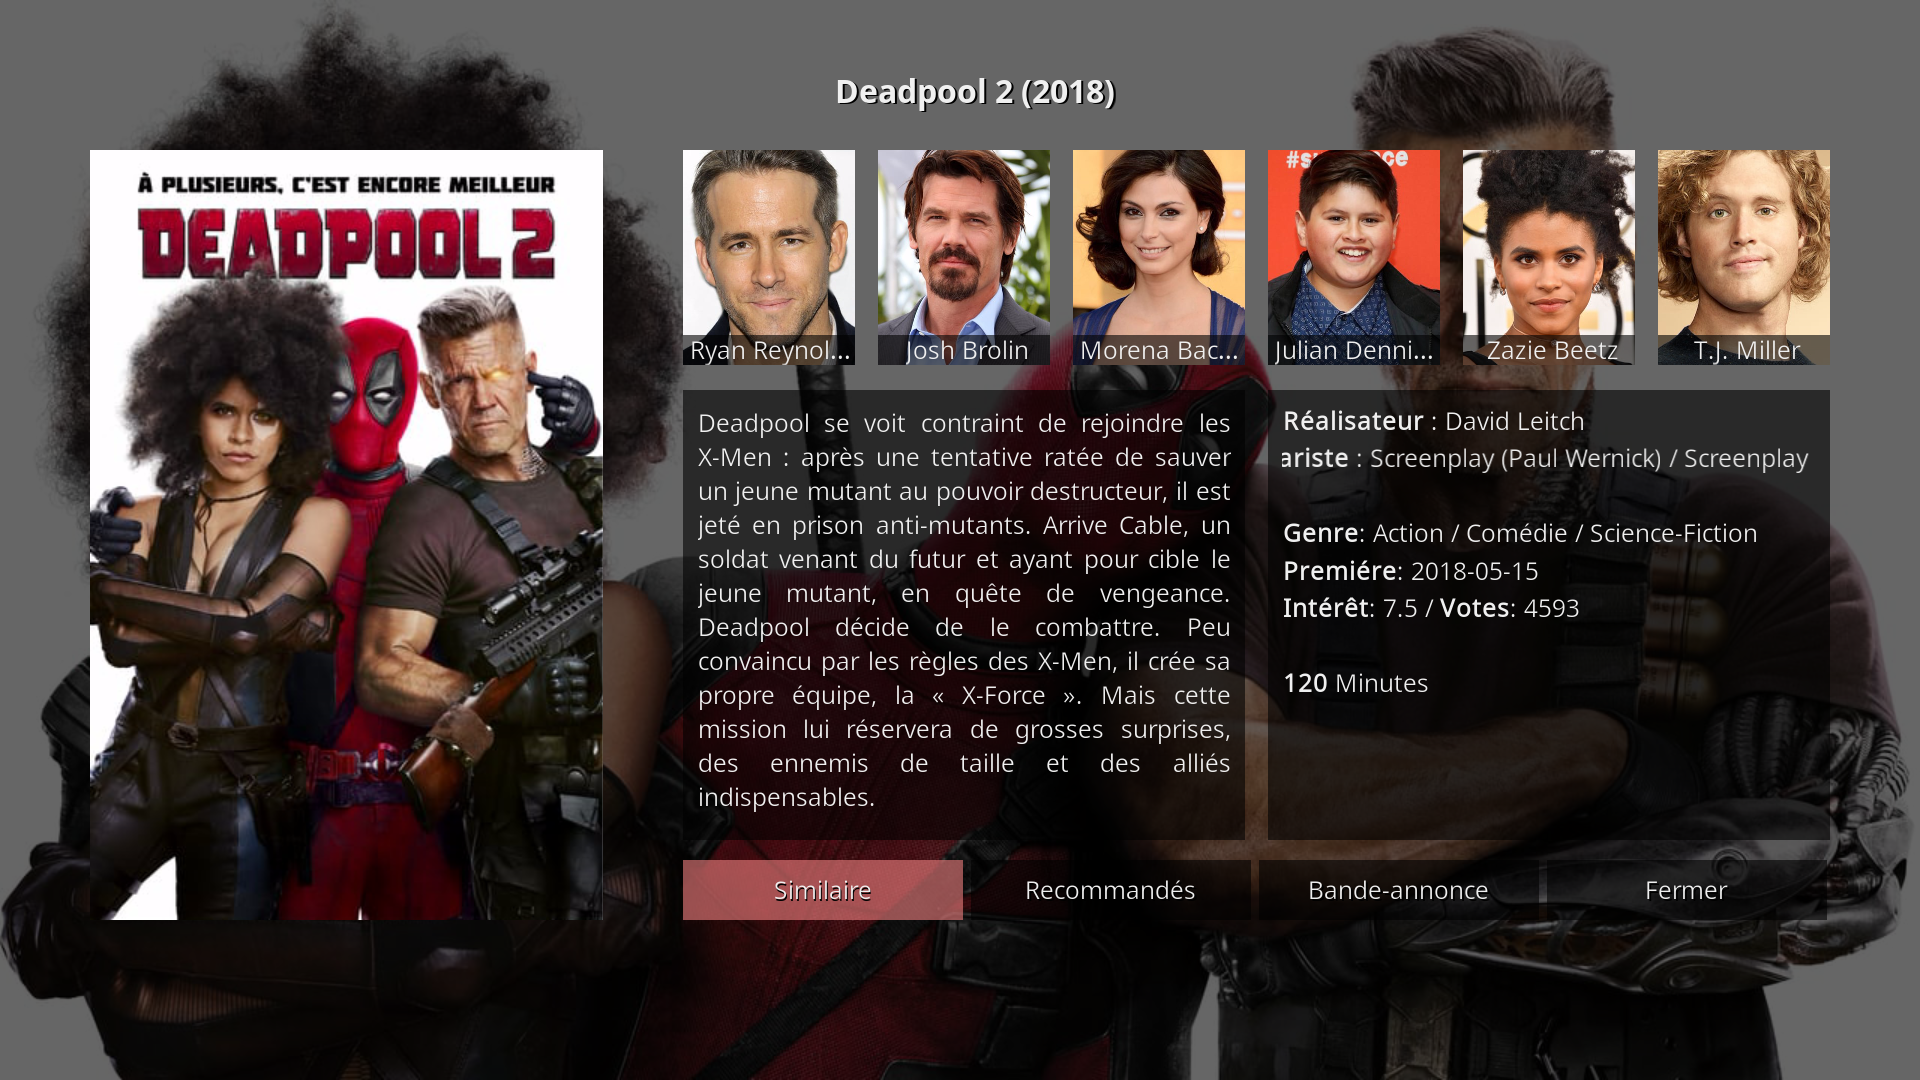 Deadpool 2 (2018)
À PLUSIEURS, C'EST ENCORE MEILLEUR
DEADPOOL 2
Ryan Reynol...
Josh Brolin
Morena Bac...
Julian Denni...
Zazie Beetz
T.J. Miller
Deadpool se voit contraint de rejoindre les
X-Men : après une tentative ratée de sauver
un jeune mutant au pouvoir destructeur, il est
jeté en prison anti-mutants. Arrive Cable, un
soldat venant du futur et ayant pour cible le
jeune mutant, en quête de vengeance.
Deadpool décide de le combattre. Peu
convaincu par les règles des X-Men, il crée sa
propre équipe, la « X-Force ». Mais cette
mission lui réservera de grosses surprises,
des ennemis de taille et des alliés
indispensables.
Réalisateur : David Leitch
ariste : Screenplay (Paul Wernick) / Screenplay
Genre: Action / Comédie / Science-Fiction
Premiére: 2018-05-15
Intérêt: 7.5 / Votes: 4593
120 Minutes
Similaire
Recommandés
Bande-annonce
Fermer